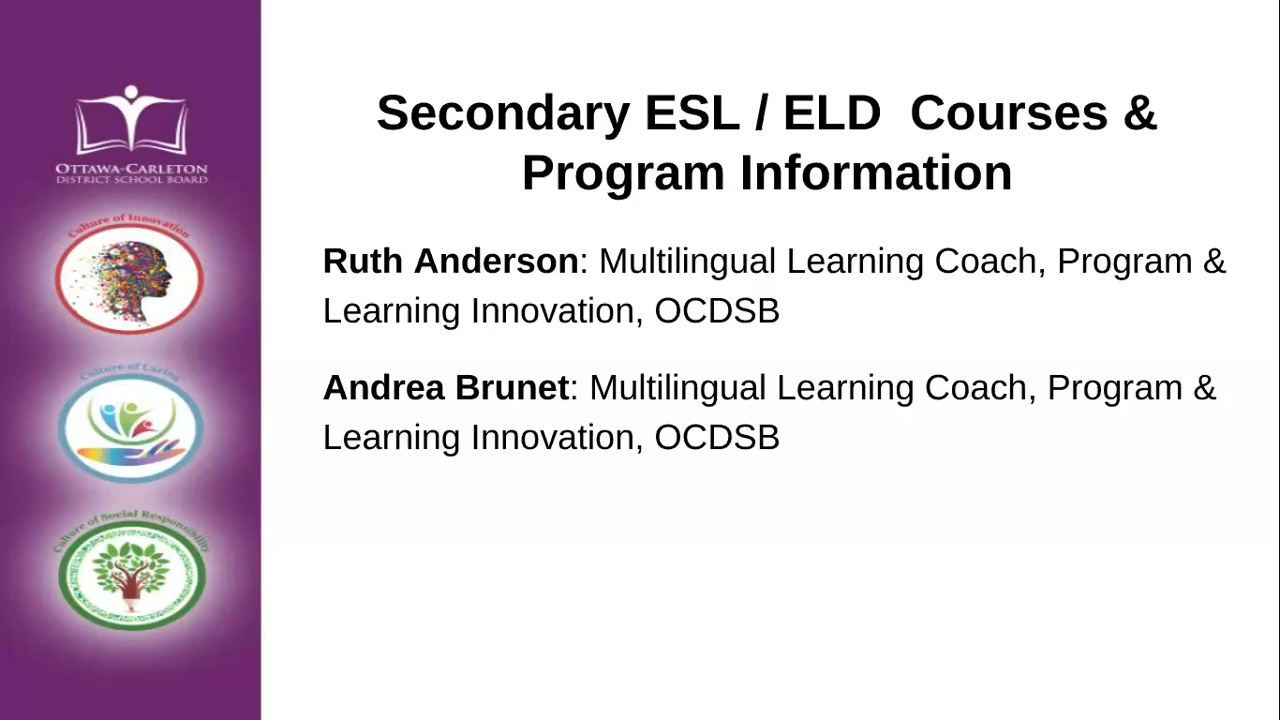 OTTAWA-CARLETON
DISTRICT SCHOOL BOARD
Culture of Innovation
Culture of Caring
Culture of Social Responsibility
Secondary ESL / ELD  Courses &
Program Information
Ruth Anderson: Multilingual Learning Coach, Program &
Learning Innovation, OCDSB
Andrea Brunet: Multilingual Learning Coach, Program &
Learning Innovation, OCDSB